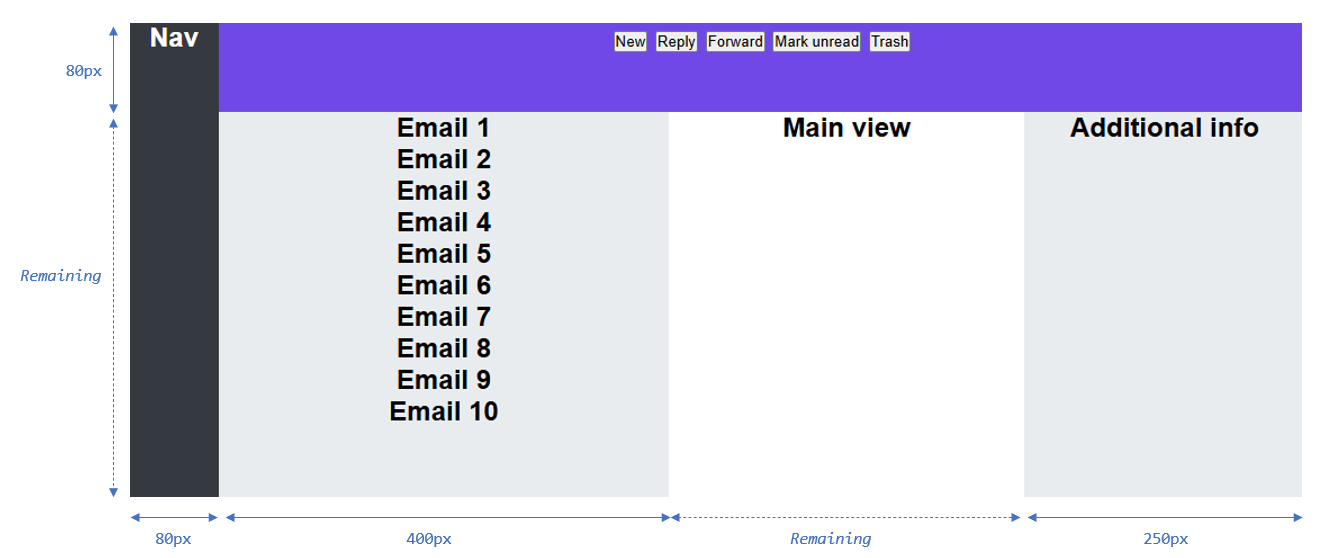 Nav
New Reply Forward Mark unread Trash
80px
Email 1 Main view Additional info
Email 2
Email 3
Email 4
Email 5
Remaining
Email 6
Email 7
Email 8
Email 9
Email 10
80px 400px Remaining 250px